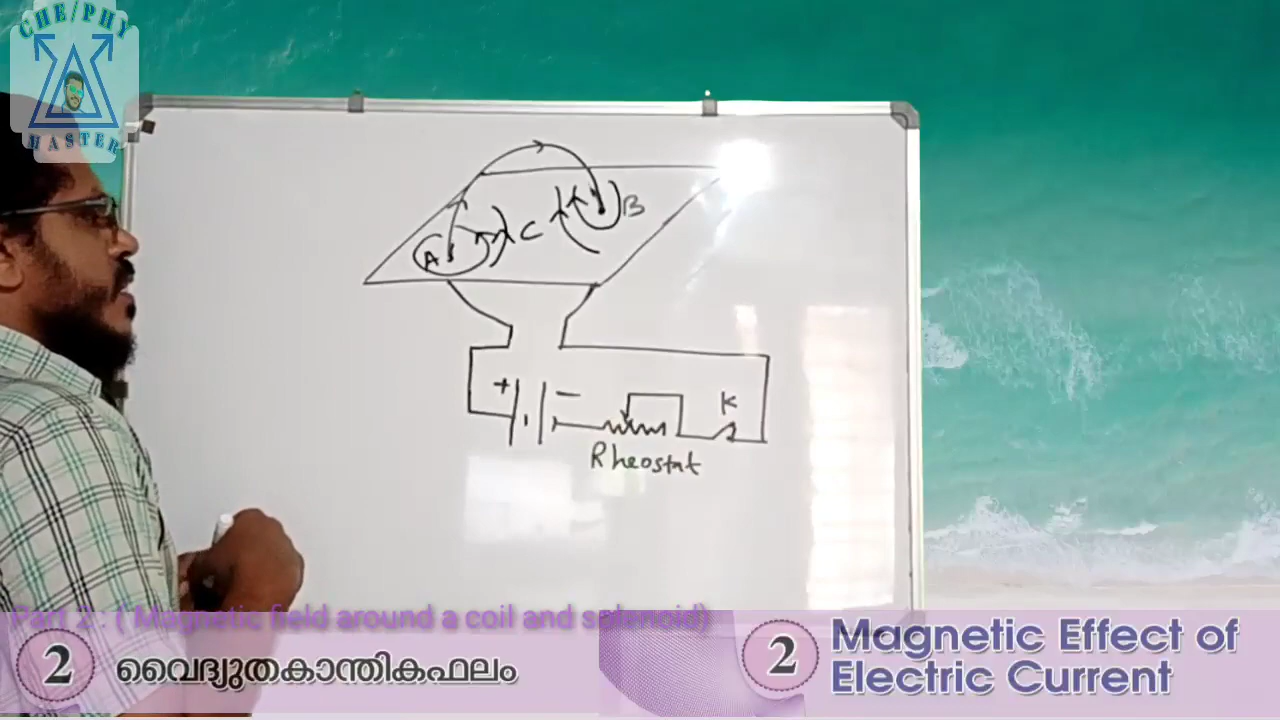 CHE/PHY
MASTER
B
C
A
+ −
K
Rheostat
Part 2 : ( Magnetic field around a coil and solenoid)
2 വൈദ്യുതകാന്തികഫലം
2 Magnetic Effect of
Electric Current